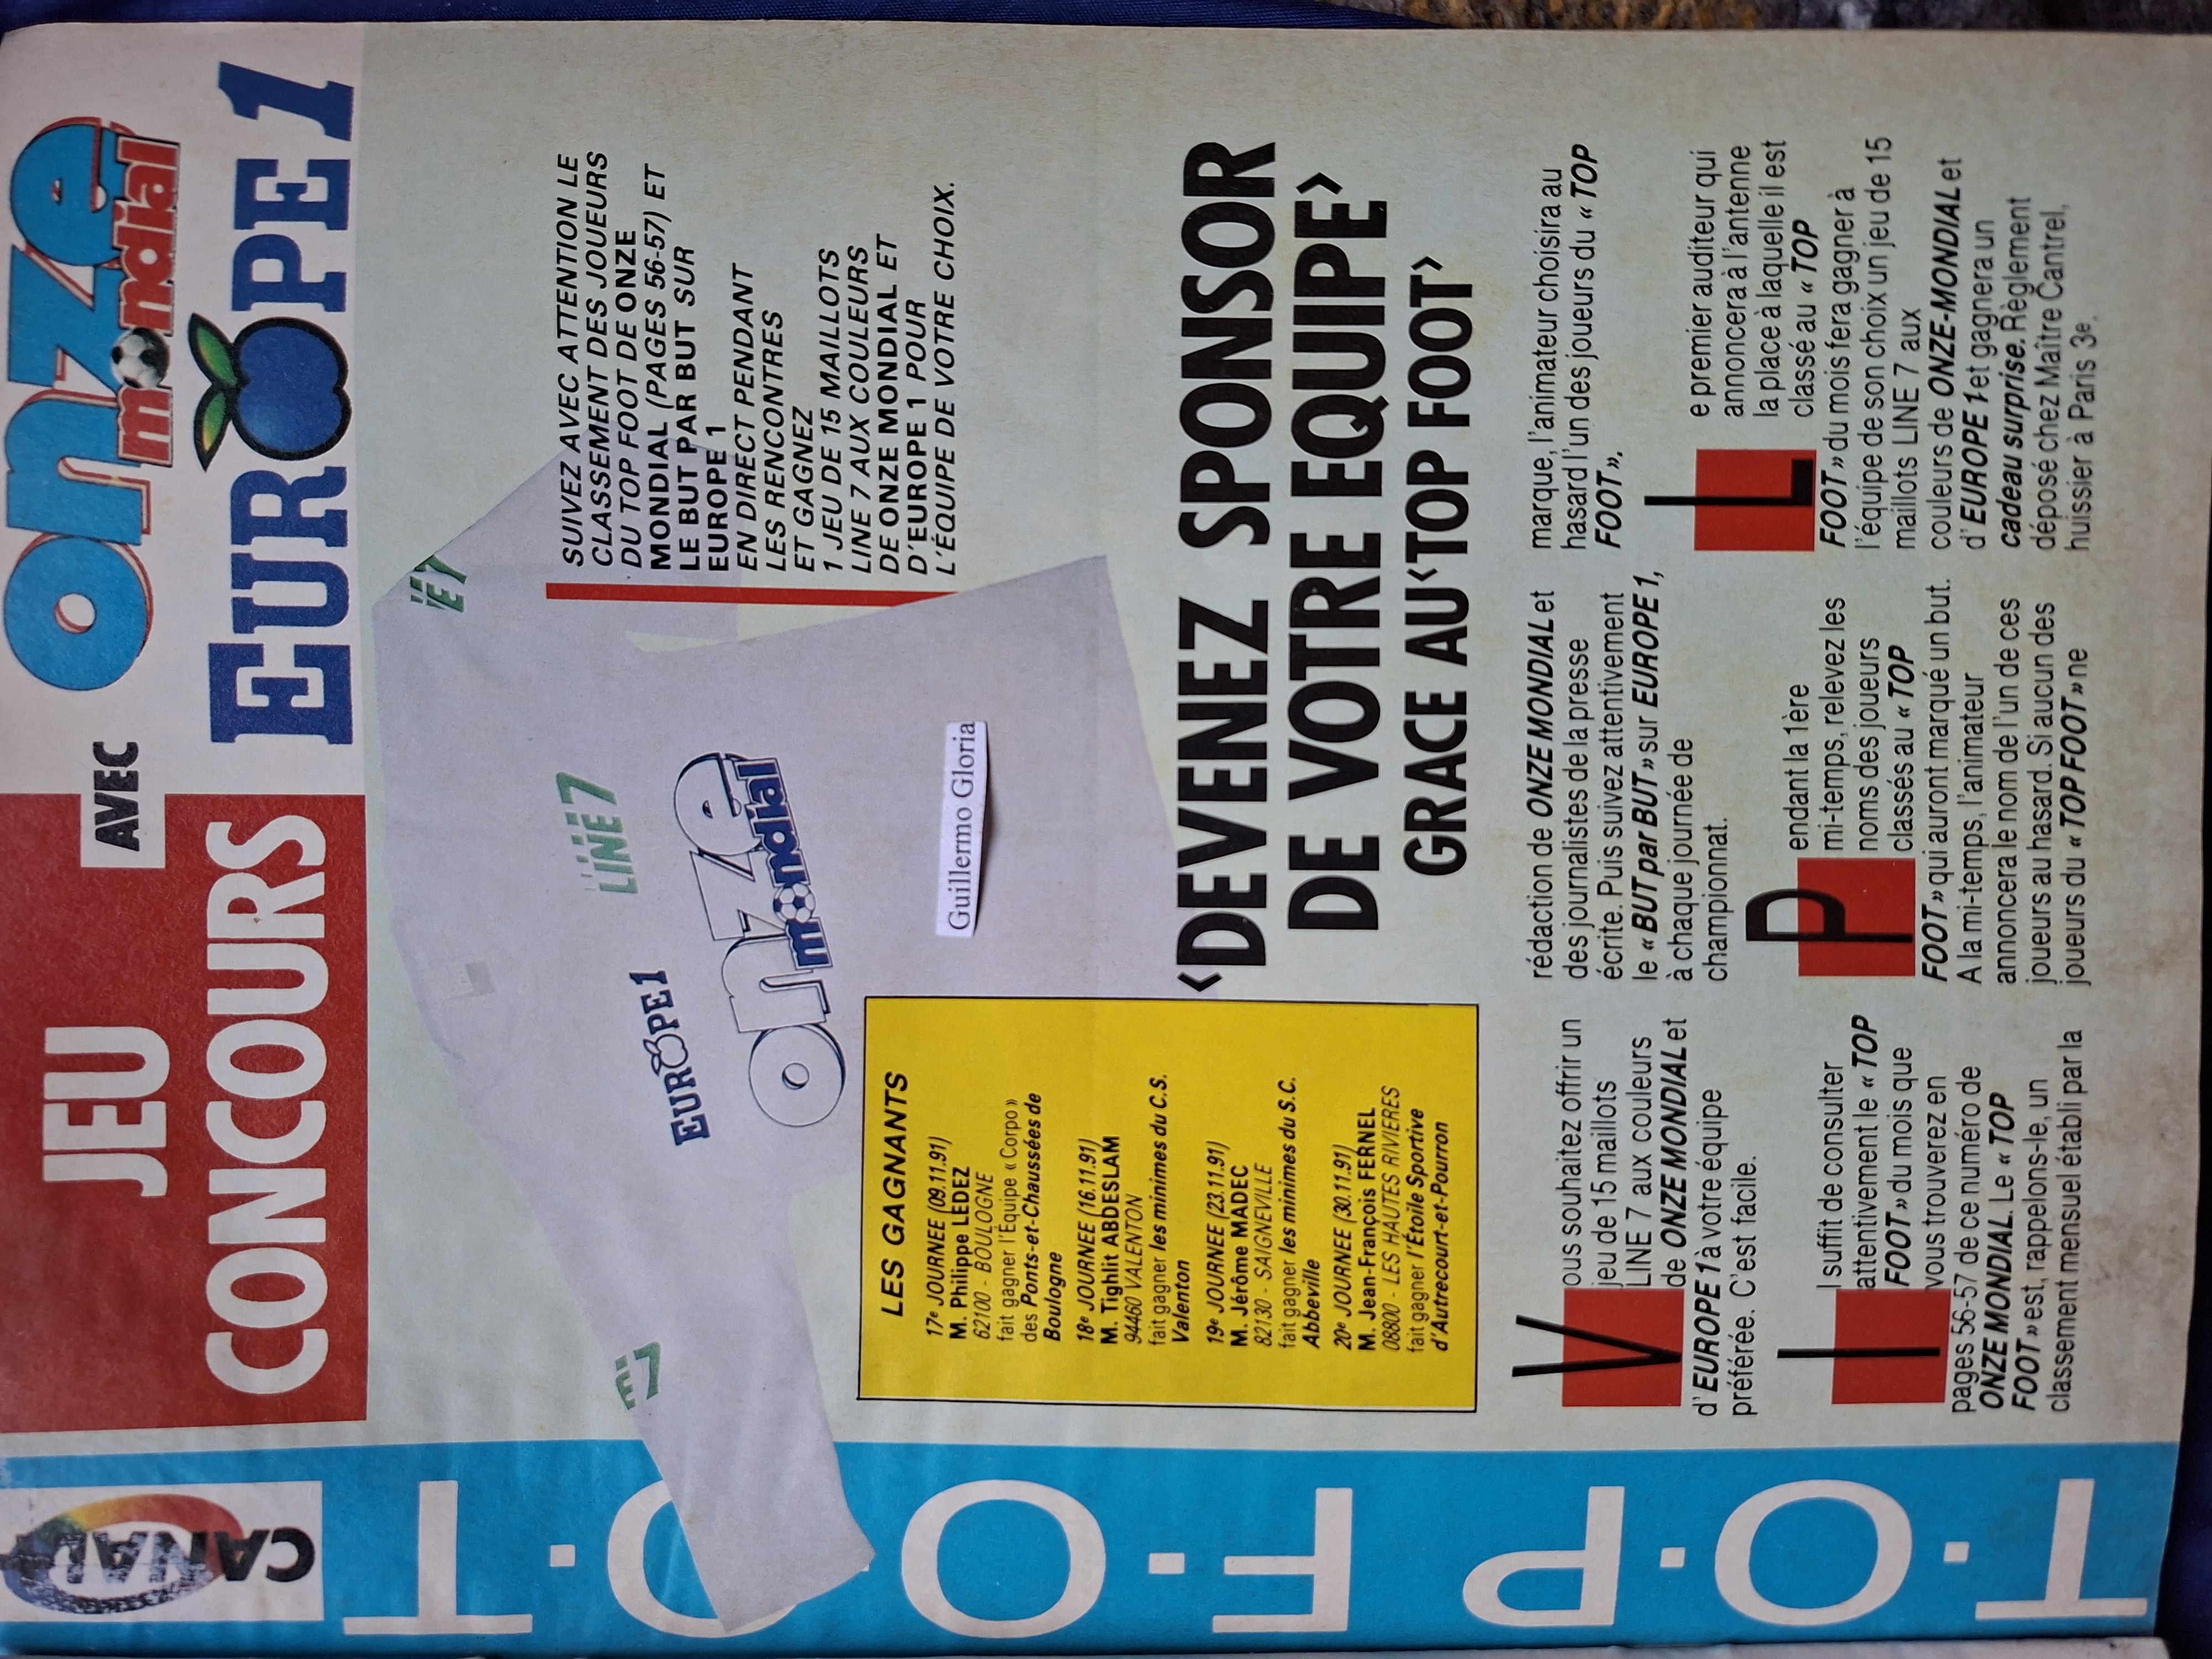 CANAL
T.O.P F.O.O.T
JEU
CONCOURS
AVEC
onze
mondial
EUROPE 1
SUIVEZ AVEC ATTENTION LE
CLASSEMENT DES JOUEURS
DU TOP FOOT DE ONZE
MONDIAL (PAGES 56-57) ET
LE BUT PAR BUT SUR
EUROPE 1
EN DIRECT PENDANT
LES RENCONTRES
ET GAGNEZ
1 JEU DE 15 MAILLOTS
LINE 7 AUX COULEURS
DE ONZE MONDIAL ET
D'EUROPE 1 POUR
L'ÉQUIPE DE VOTRE CHOIX.
LINE 7
EUROPE 1
onze
mondial
Guillermo Gloria
LES GAGNANTS
17e JOURNEE (09.11.91)
M. Philippe LEDEZ
62100 - BOULOGNE
fait gagner l'Equipe « Corpo »
des Ponts-et-Chaussées de
Boulogne
18e JOURNEE (16.11.91)
M. Tighlit ABDESLAM
94460 VALENTON
fait gagner les minimes du C.S.
Valenton
19e JOURNEE (23.11.91)
M. Jérôme MADEC
82130 - SAIGNEVILLE
fait gagner les minimes du S.C.
Abbeville
20e JOURNEE (30.11.91)
M. Jean-François FERNEL
08800 - LES HAUTES RIVIERES
fait gagner l'Étoile Sportive
d'Autrecourt-et-Pourron
‹DEVENEZ SPONSOR
DE VOTRE EQUIPE›
GRACE AU‹TOP FOOT›
Vous souhaitez offrir un
jeu de 15 maillots
LINE 7 aux couleurs
de ONZE MONDIAL et
d'EUROPE 1 à votre équipe
préférée. C'est facile.
Il suffit de consulter
attentivement le « TOP
FOOT » du mois que
vous trouverez en
pages 56-57 de ce numéro de
ONZE MONDIAL. Le « TOP
FOOT » est, rappelons-le, un
classement mensuel établi par la
rédaction de ONZE MONDIAL et
des journalistes de la presse
écrite. Puis suivez attentivement
le « BUT par BUT » sur EUROPE 1,
à chaque journée de
championnat.
Pendant la 1ère
mi-temps, relevez les
noms des joueurs
classés au « TOP
FOOT » qui auront marqué un but.
A la mi-temps, l'animateur
annoncera le nom de l'un de ces
joueurs au hasard. Si aucun des
joueurs du « TOP FOOT » ne
marque, l'animateur choisira au
hasard l'un des joueurs du « TOP
FOOT ».
Le premier auditeur qui
annoncera à l'antenne
la place à laquelle il est
classé au « TOP
FOOT » du mois fera gagner à
l'équipe de son choix un jeu de 15
maillots LINE 7 aux
couleurs de ONZE-MONDIAL et
d'EUROPE 1 et gagnera un
cadeau surprise. Règlement
déposé chez Maître Cantrel,
huissier à Paris 3e.